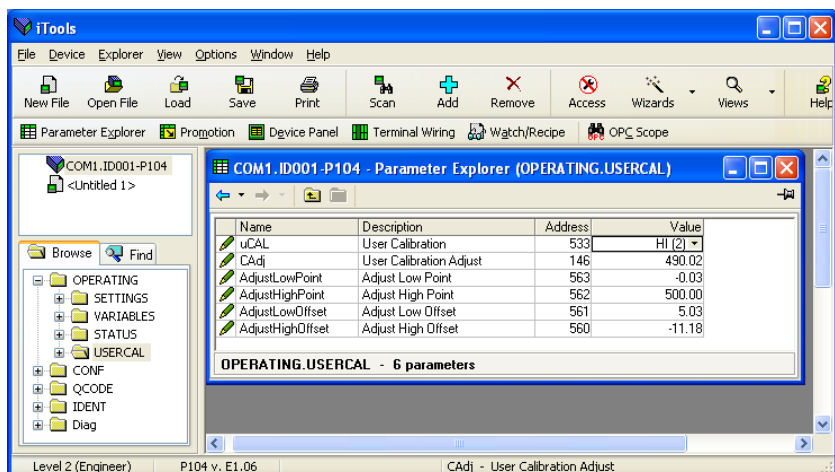 iTools
File Device Explorer View Options Window Help
New File Open File Load Save Print Scan Add Remove Access Wizards Views Help
Parameter Explorer Promotion Device Panel Terminal Wiring Watch/Recipe OPC OPC Scope
COM1.ID001-P104
<Untitled 1>
Browse Find
OPERATING
SETTINGS
VARIABLES
STATUS
USERCAL
CONF
QCODE
IDENT
Diag
COM1.ID001-P104 - Parameter Explorer (OPERATING.USERCAL)
Name Description Address Value
uCAL User Calibration 533 HI (2)
CAdj User Calibration Adjust 146 490.02
AdjustLowPoint Adjust Low Point 563 -0.03
AdjustHighPoint Adjust High Point 562 500.00
AdjustLowOffset Adjust Low Offset 561 5.03
AdjustHighOffset Adjust High Offset 560 -11.18
OPERATING.USERCAL - 6 parameters
Level 2 (Engineer) P104 v. E1.06 CAdj - User Calibration Adjust